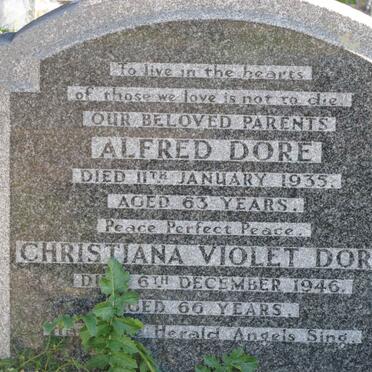 To live in the hearts
of those we love is not to die.
OUR BELOVED PARENTS
ALFRED DORE
DIED 11TH JANUARY 1935.
AGED 63 YEARS.
Peace Perfect Peace.
CHRISTIANA VIOLET DOR
DIED 6TH DECEMBER 1946.
AGED 66 YEARS
Herald Angels Sing.